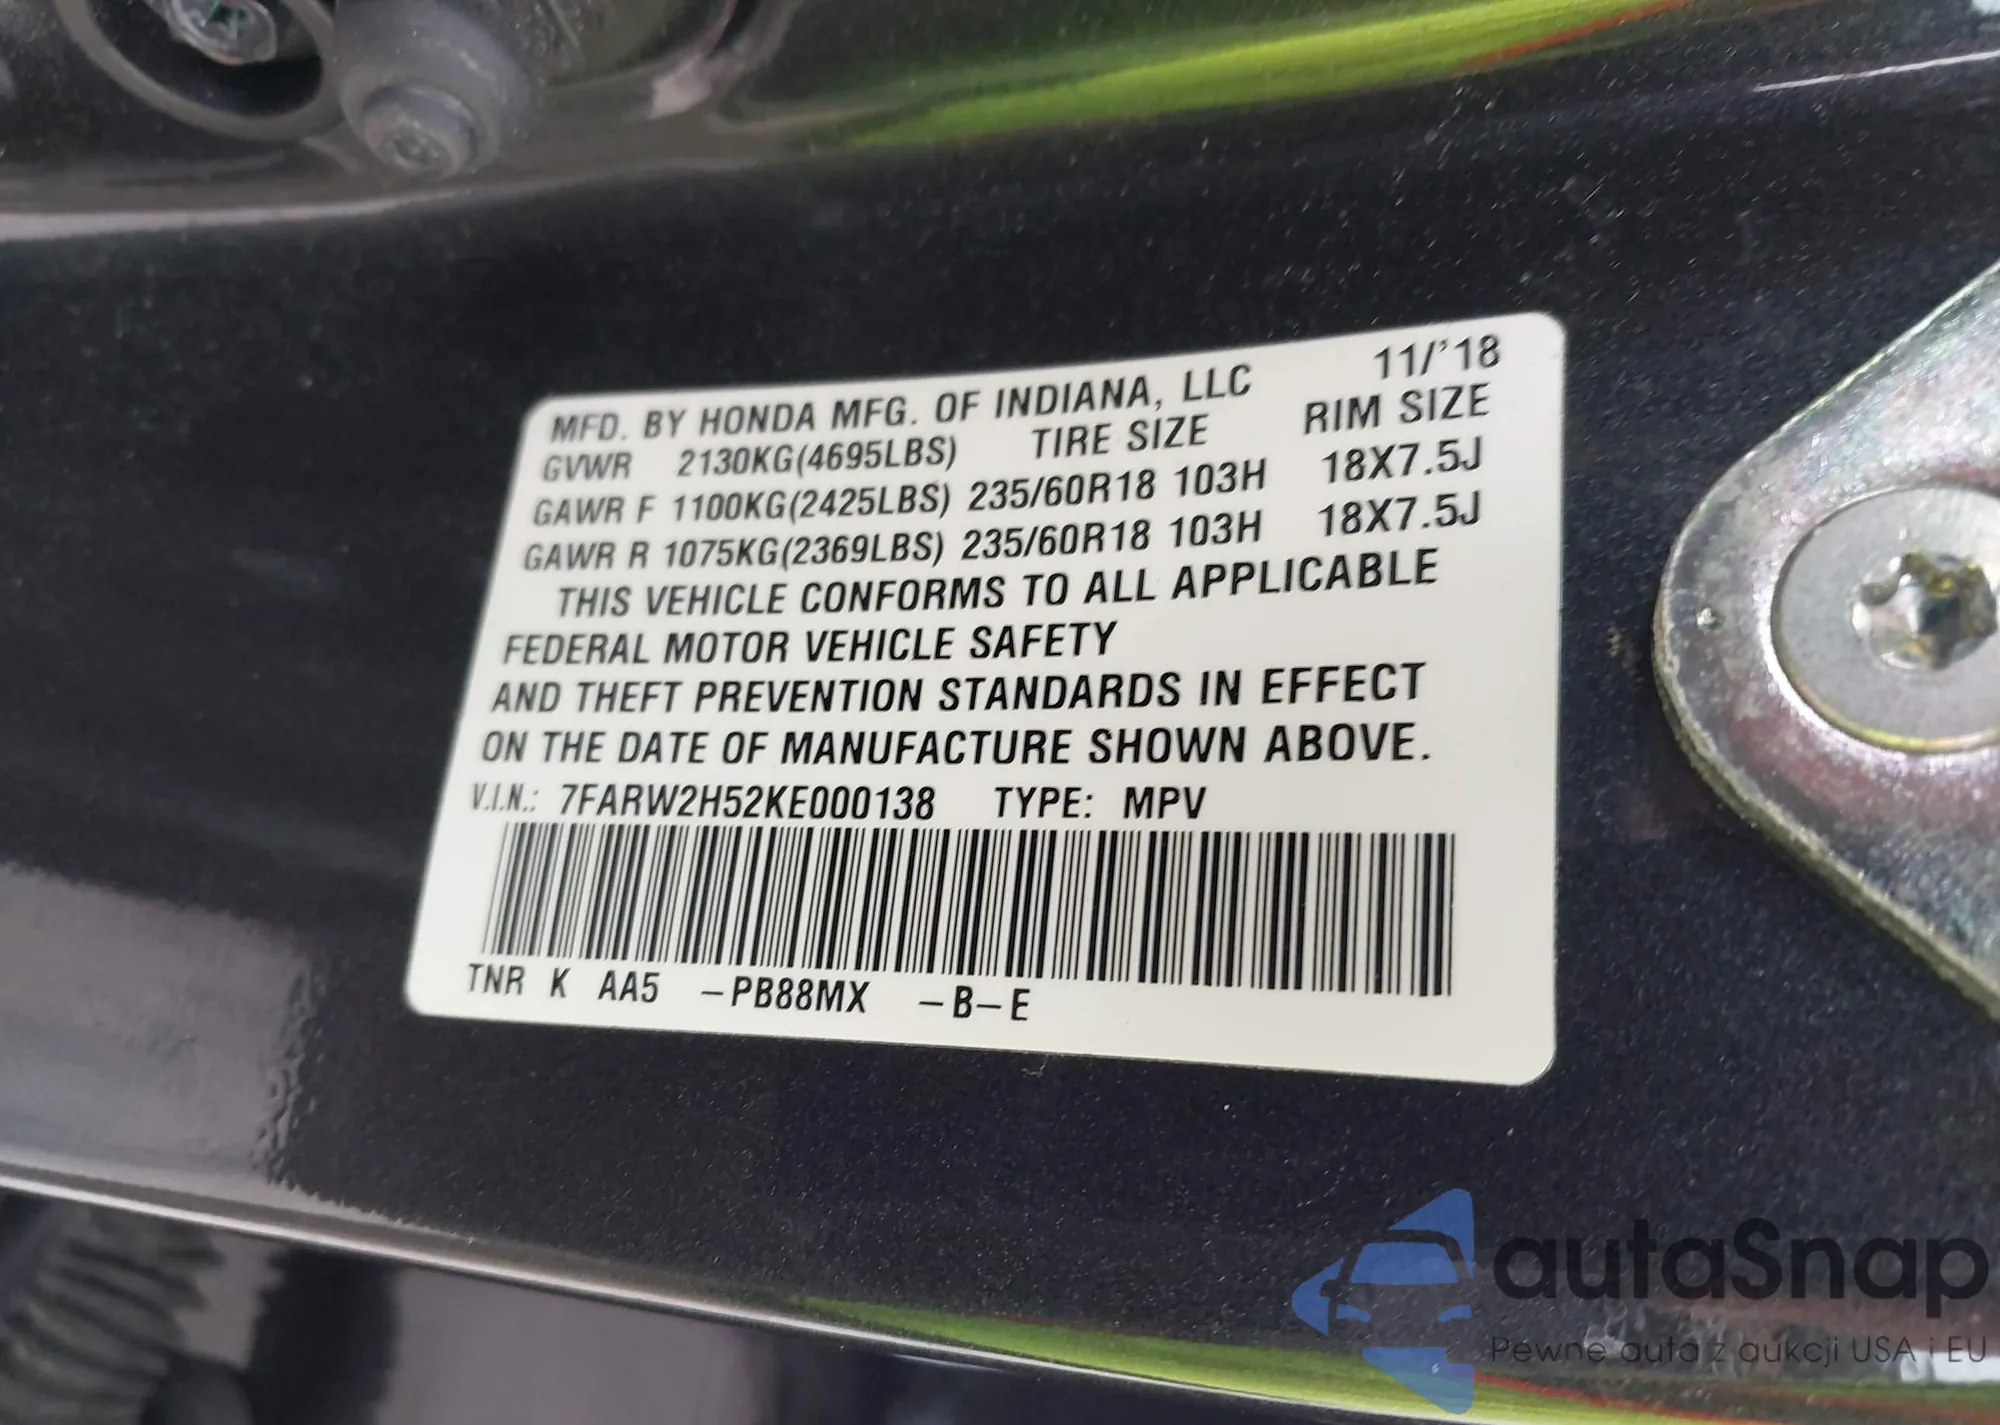 MFD. BY HONDA MFG. OF INDIANA, LLC 11/'18
GVWR 2130KG(4695LBS) TIRE SIZE RIM SIZE
GAWR F 1100KG(2425LBS) 235/60R18 103H 18X7.5J
GAWR R 1075KG(2369LBS) 235/60R18 103H 18X7.5J
THIS VEHICLE CONFORMS TO ALL APPLICABLE
FEDERAL MOTOR VEHICLE SAFETY
AND THEFT PREVENTION STANDARDS IN EFFECT
ON THE DATE OF MANUFACTURE SHOWN ABOVE.
V.I.N.: 7FARW2H52KE000138 TYPE: MPV
TNR K AA5 -PB88MX -B-E
autaSnap
Pewne auta z aukcji USA i EU